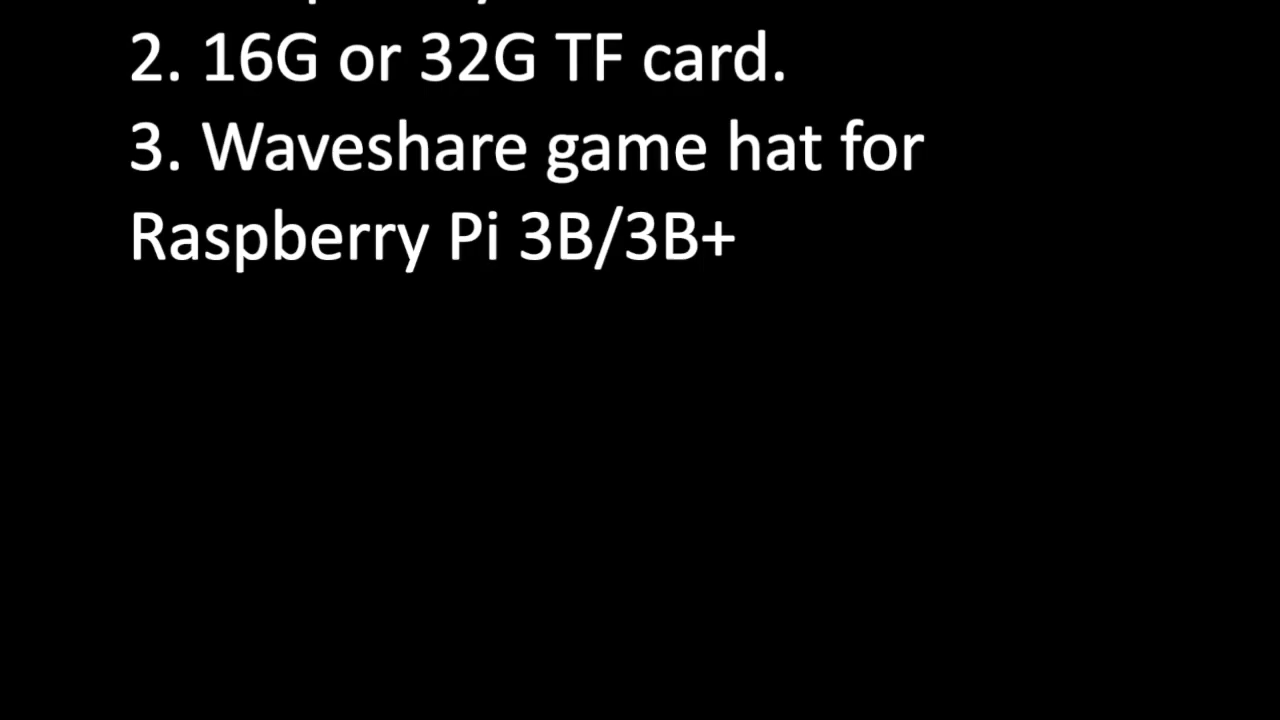 2. 16G or 32G TF card.
3. Waveshare game hat for
Raspberry Pi 3B/3B+